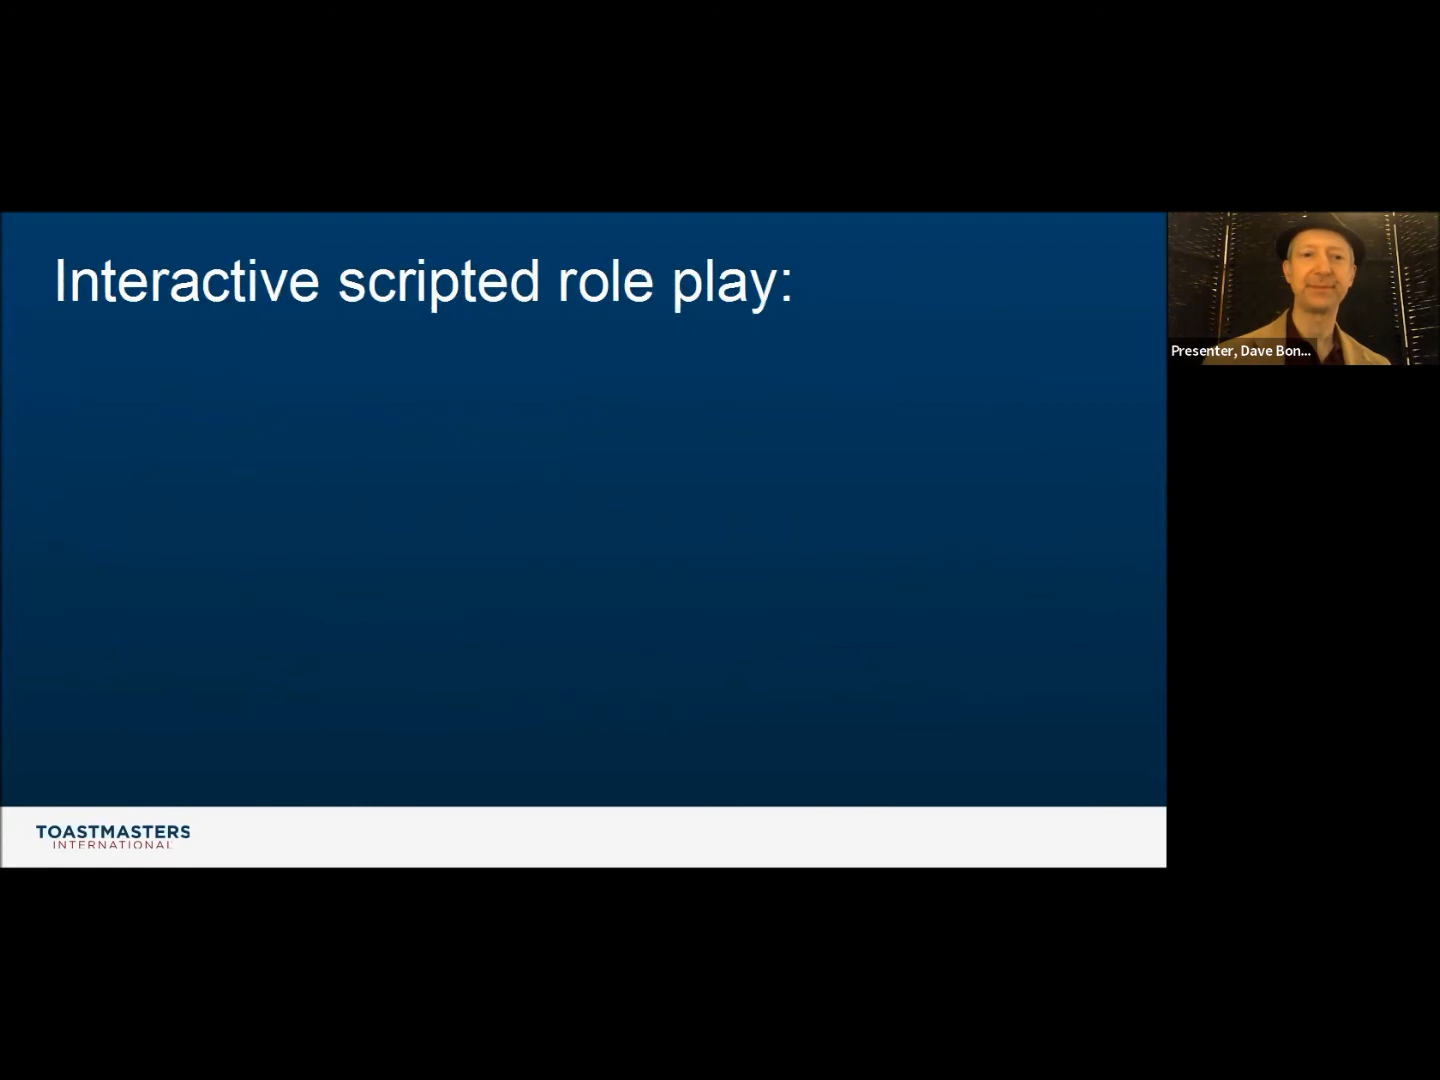 Interactive scripted role play:
Presenter, Dave Bon...
TOASTMASTERS
INTERNATIONAL